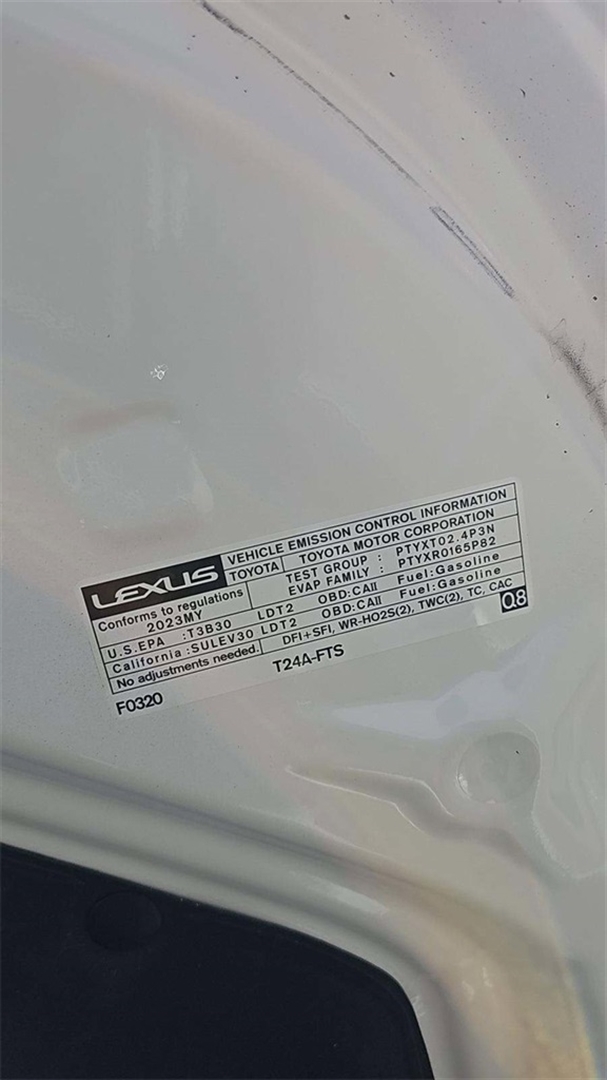 LEXUS VEHICLE EMISSION CONTROL INFORMATION
TOYOTA TOYOTA MOTOR CORPORATION
Conforms to regulations TEST GROUP : PTYXT02.4P3N
2023MY EVAP FAMILY : PTYXR0165P82
U.S.EPA :T3B30 LDT2 OBD:CAII Fuel:Gasoline
California:SULEV30 LDT2 OBD:CAII Fuel:Gasoline
No adjustments needed. DFI+SFI, WR-HO2S(2), TWC(2), TC, CAC
F0320 T24A-FTS Q8